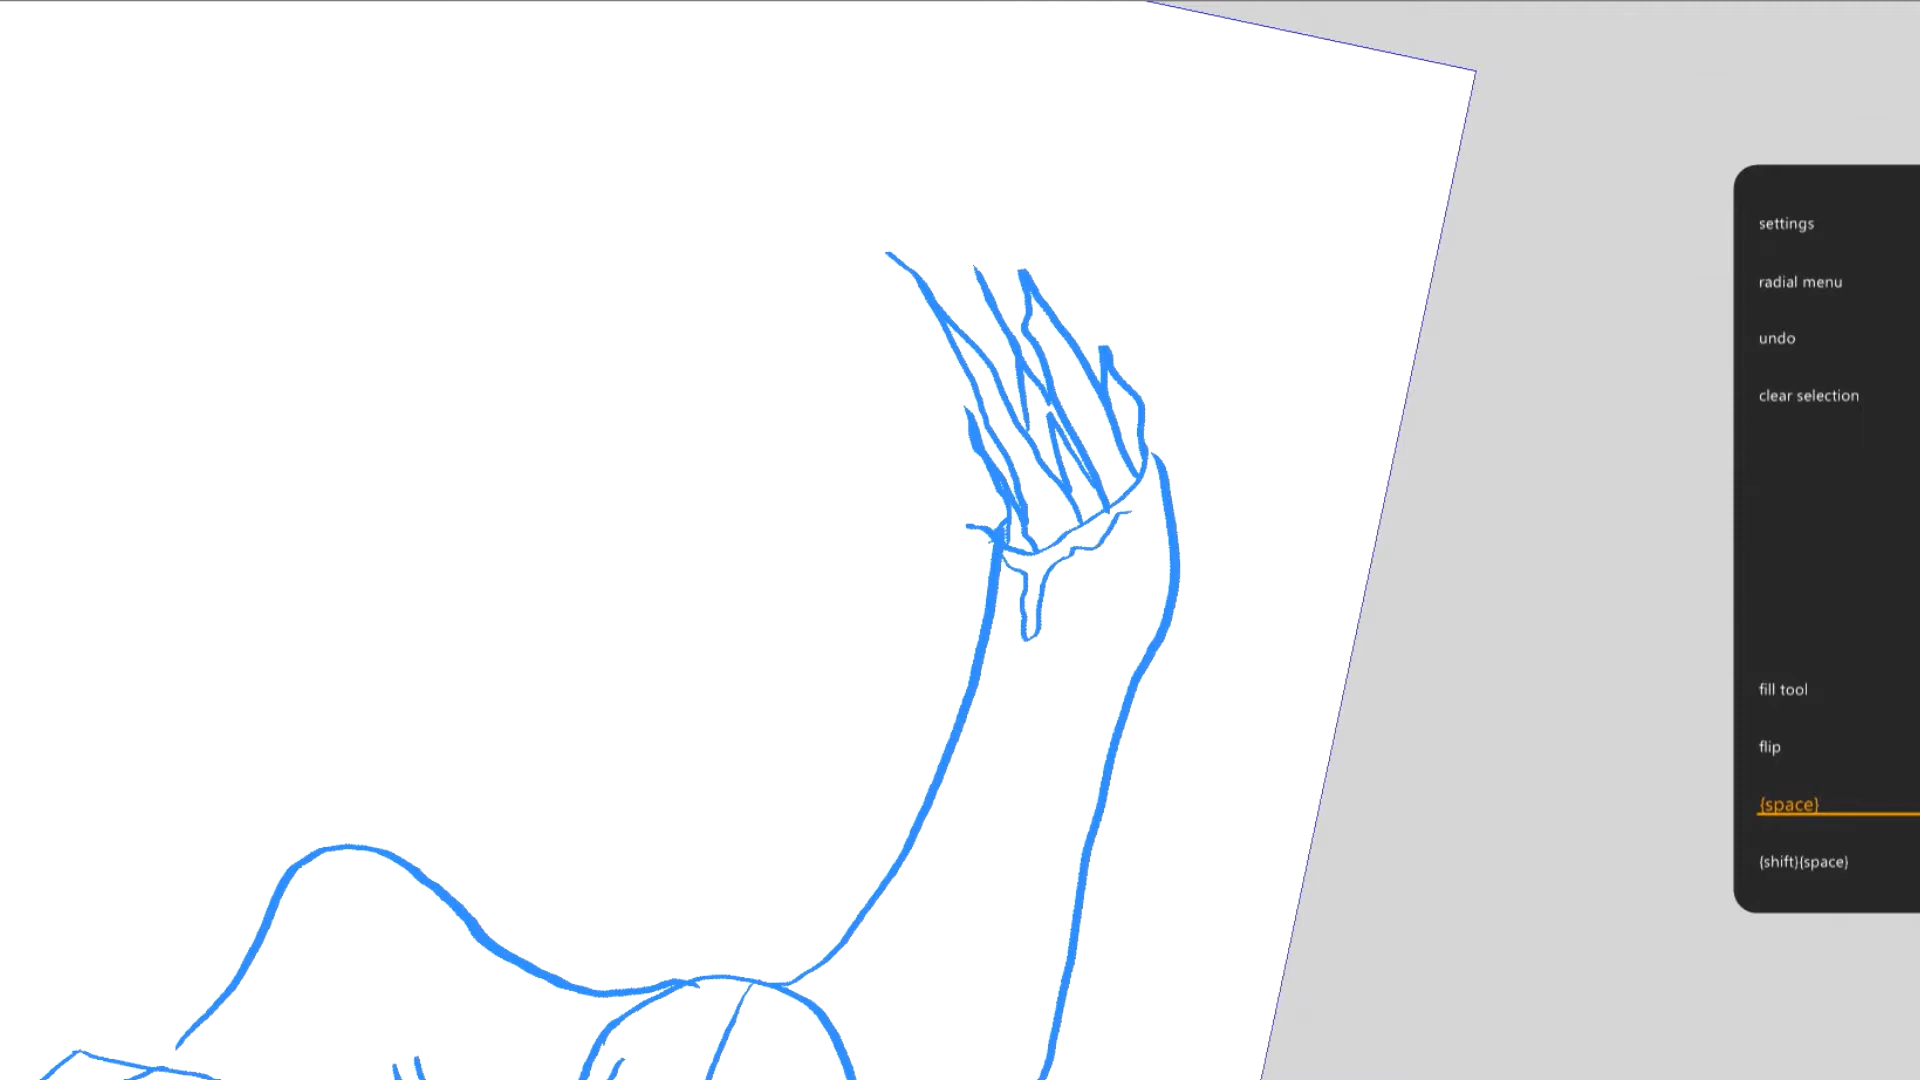 settings
radial menu
undo
clear selection
fill tool
flip
{space}
{shift}{space}